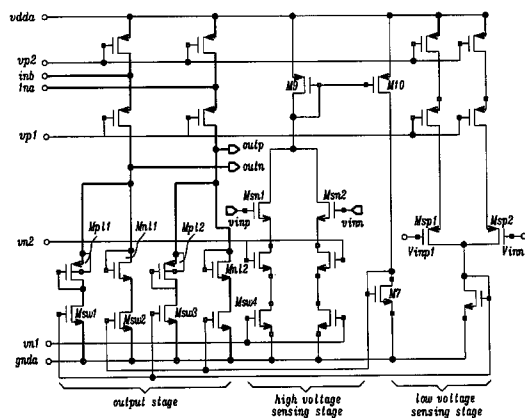 vdda
vp2
inb
ina
M9
M10
vp1
outp
outn
Msn1
Msn2
vinp
vinn
Msp1
Msp2
vn2
Mpl1
Mnl1
Mpl2
Mnl2
Vinp1
Vinn
Msw1
Msw2
Msw3
Msw4
M7
vn1
gnda
output stage
high voltage
sensing stage
low voltage
sensing stage